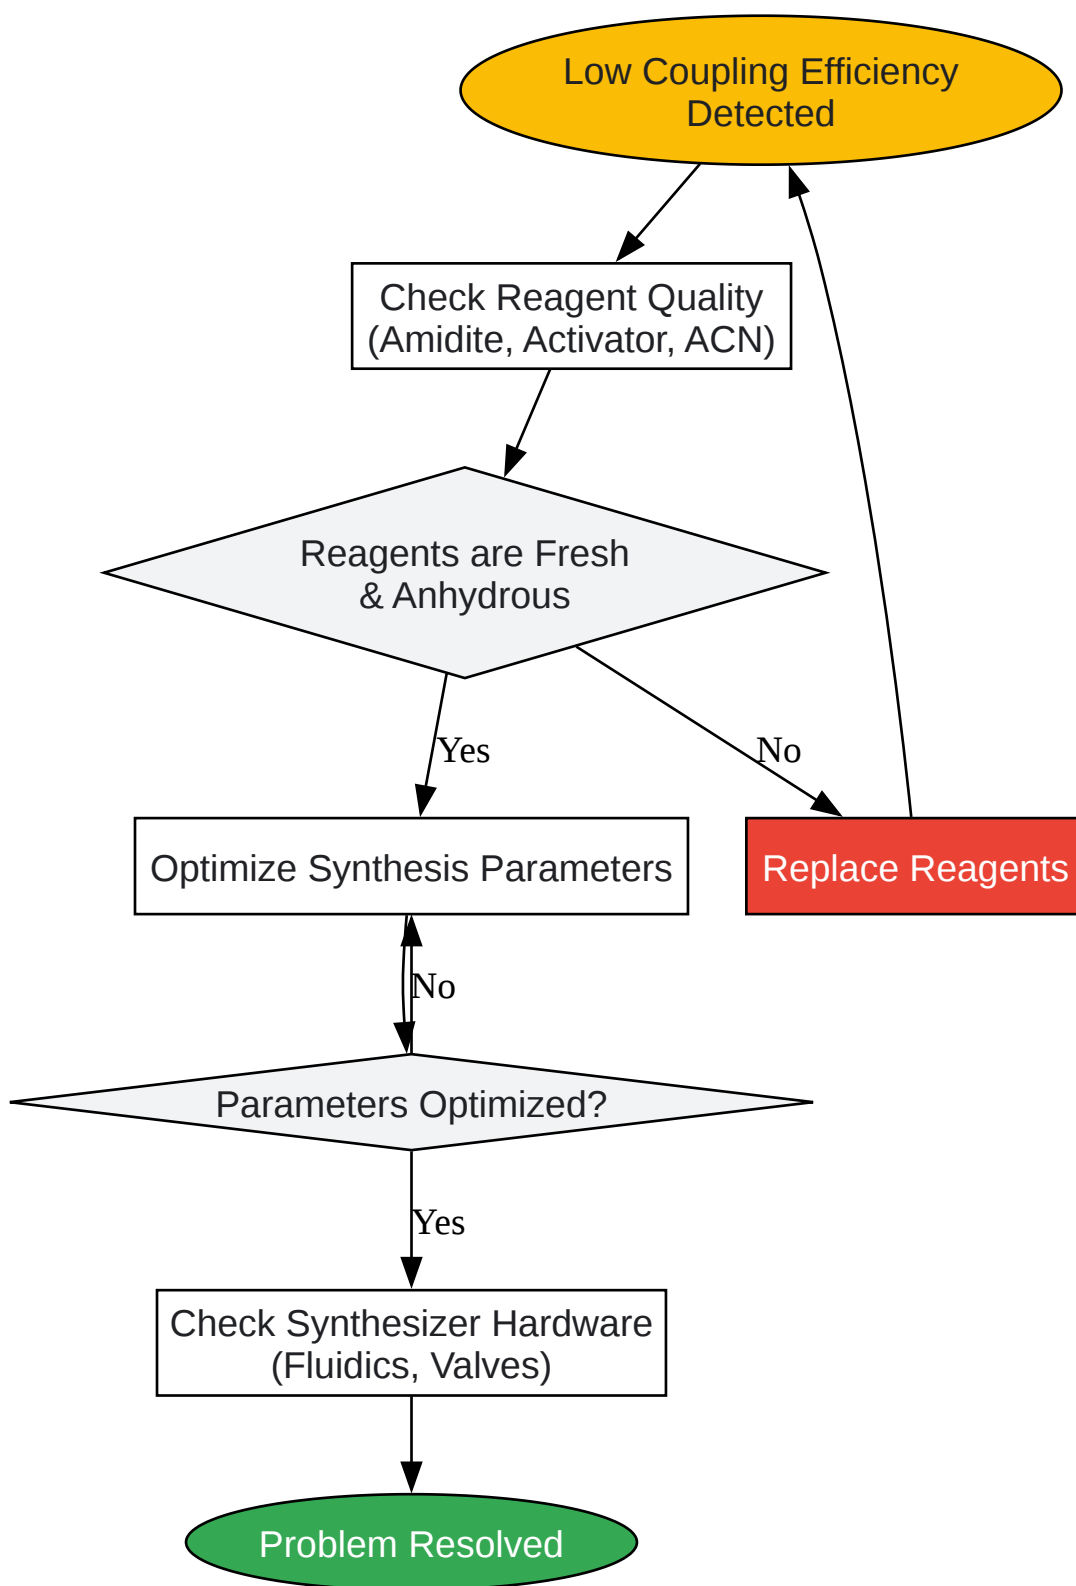 Low Coupling Efficiency
Detected
Check Reagent Quality
(Amidite, Activator, ACN)
Reagents are Fresh
& Anhydrous
Yes
No
Optimize Synthesis Parameters
Replace Reagents
No
Parameters Optimized?
Yes
Check Synthesizer Hardware
(Fluidics, Valves)
Problem Resolved